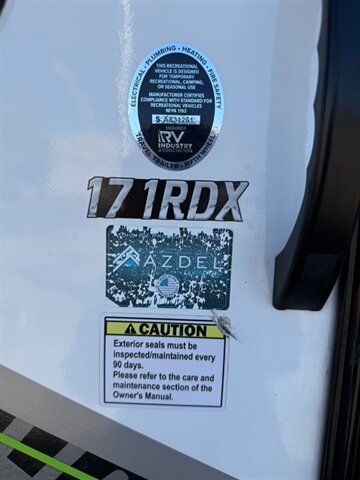 ELECTRICAL • PLUMBING • HEATING • FIRE SAFETY
THIS RECREATIONAL
VEHICLE IS DESIGNED
FOR TEMPORARY
RECREATIONAL, CAMPING,
OR SEASONAL USE
MANUFACTURER CERTIFIES
COMPLIANCE WITH STANDARD FOR
RECREATIONAL VEHICLES
NFPA 1192
MEMBER
RV
INDUSTRY
ASSOCIATION
TRAVEL TRAILER • FIFTH WHEEL
171RDX
AZDEL
CAUTION
Exterior seals must be
inspected/maintained every
90 days.
Please refer to the care and
maintenance section of the
Owner's Manual.